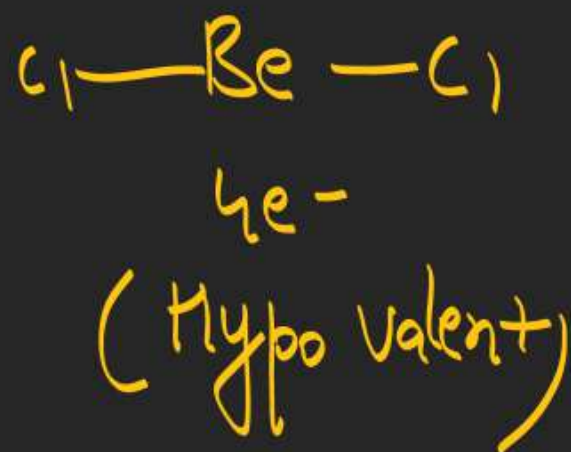 Cl — Be — Cl
4e-
(Hypo Valent)